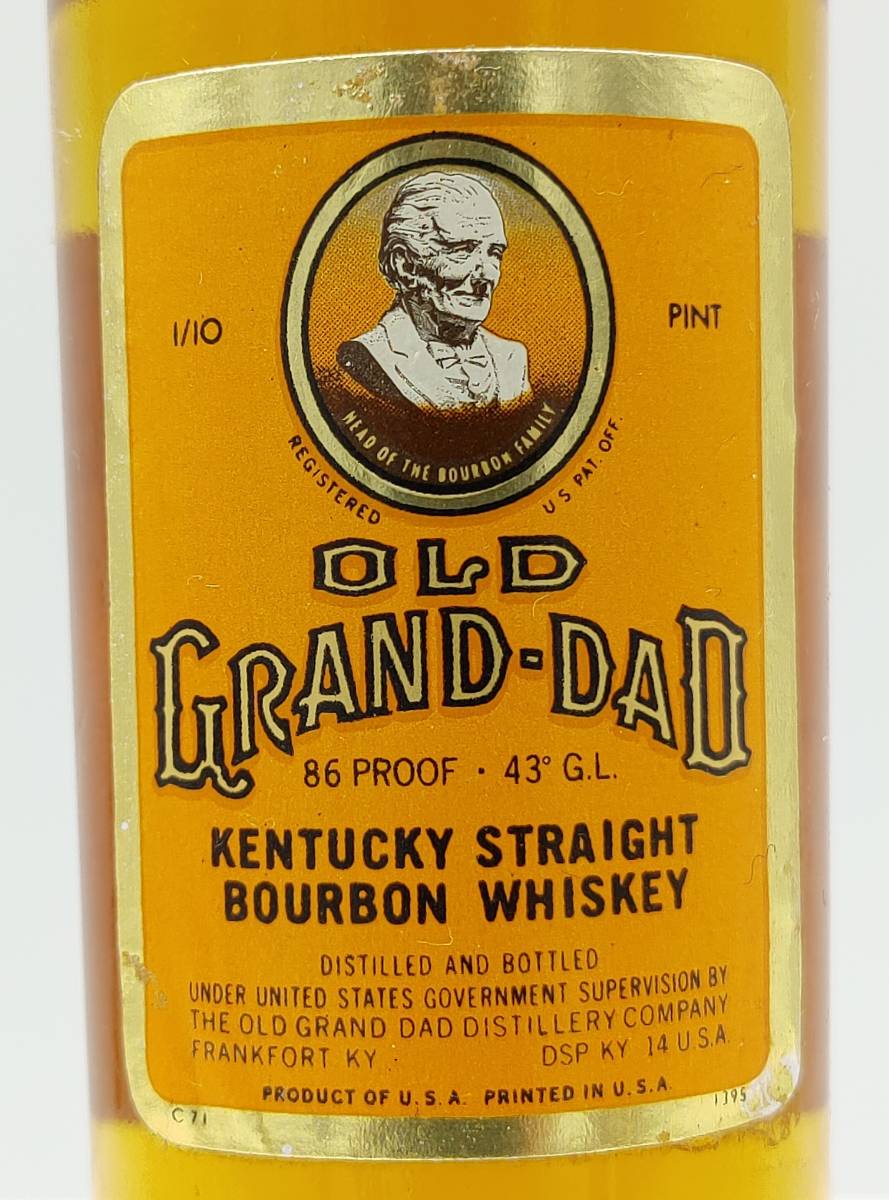 1/10
PINT
HEAD OF THE BOURBON FAMILY
REGISTERED
U S PAT. OFF.
OLD
GRAND-DAD
86 PROOF · 43° G.L.
KENTUCKY STRAIGHT
BOURBON WHISKEY
DISTILLED AND BOTTLED
UNDER UNITED STATES GOVERNMENT SUPERVISION BY
THE OLD GRAND DAD DISTILLERY COMPANY
FRANKFORT KY. DSP KY 14 U.S.A.
PRODUCT OF U.S.A. PRINTED IN U.S.A.
C 71
1395